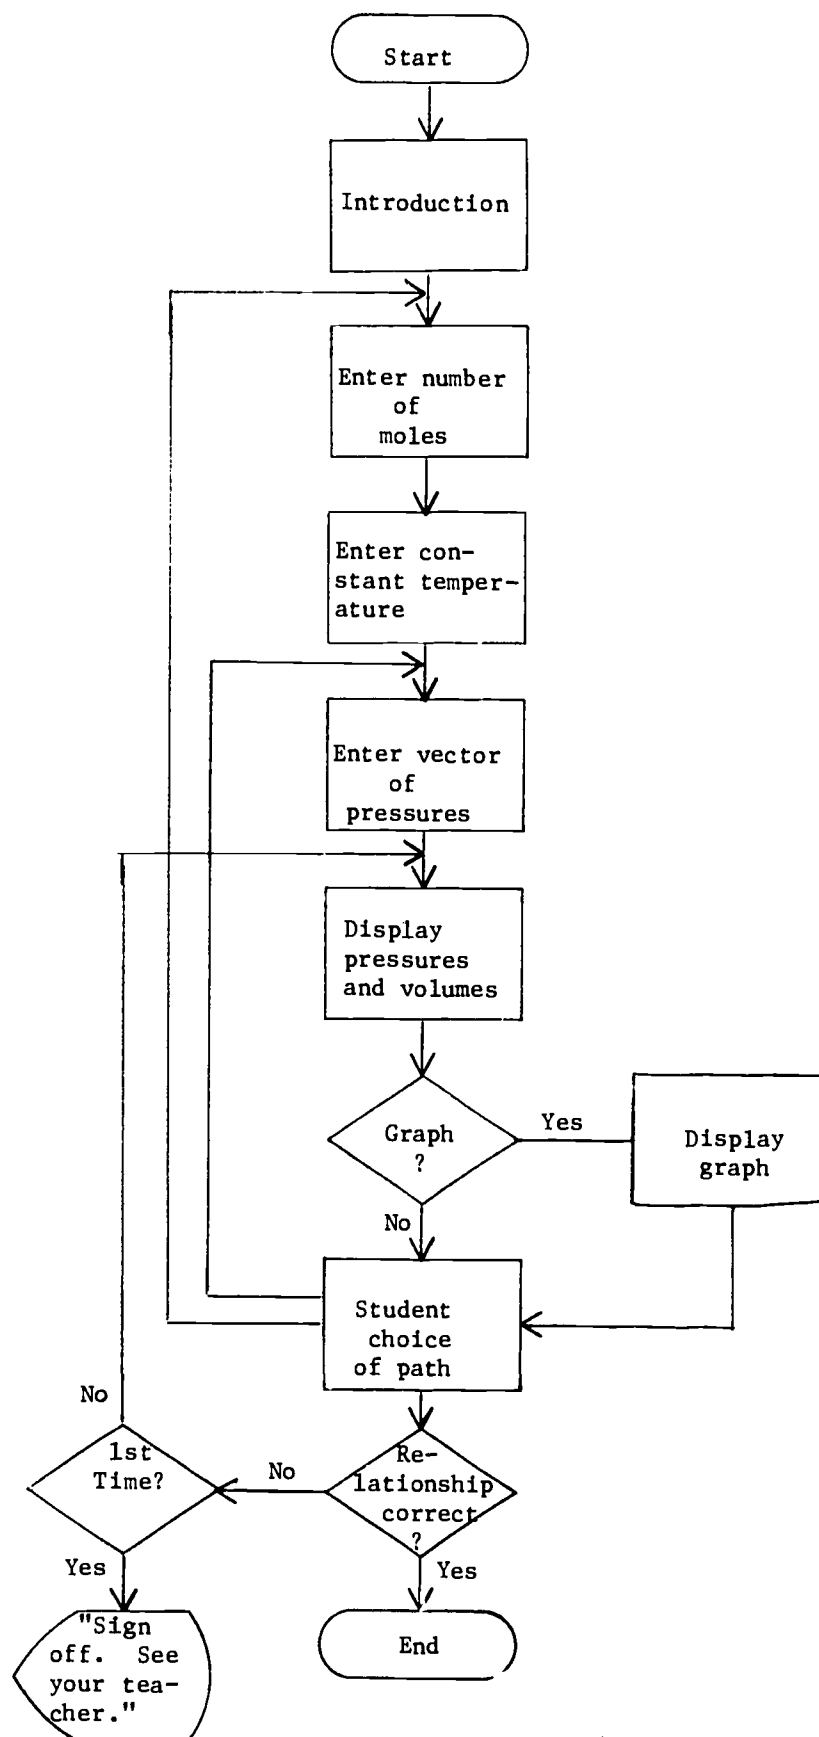 Start
Introduction
Enter number
of
moles
Enter con-
stant temper-
ature
Enter vector
of
pressures
Display
pressures
and volumes
Graph
?
Yes
Display
graph
No
Student
choice
of path
No
1st
Time?
No
Re-
lationship
correct
?
Yes
Yes
"Sign
off. See
your tea-
cher."
End